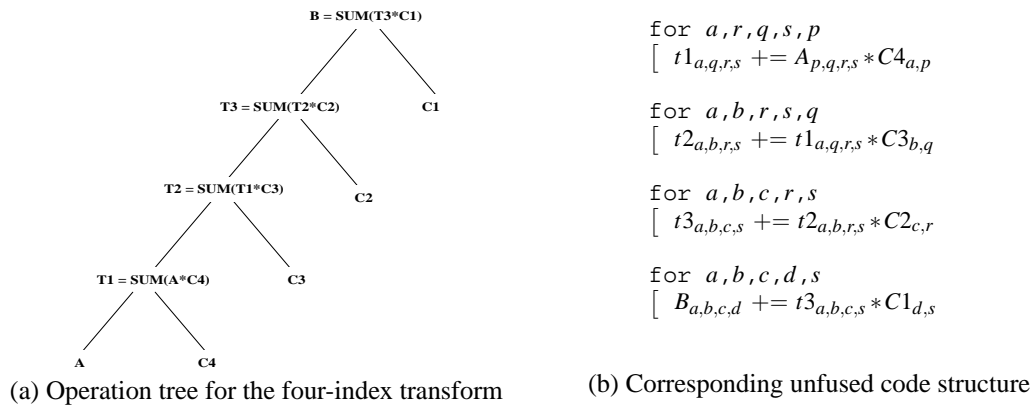 B = SUM(T3*C1)
T3 = SUM(T2*C2)
C1
T2 = SUM(T1*C3)
C2
T1 = SUM(A*C4)
C3
A
C4
(a) Operation tree for the four-index transform
for a,r,q,s,p
[ t1a,q,r,s += Ap,q,r,s * C4a,p
for a,b,r,s,q
[ t2a,b,r,s += t1a,q,r,s * C3b,q
for a,b,c,r,s
[ t3a,b,c,s += t2a,b,r,s * C2c,r
for a,b,c,d,s
[ Ba,b,c,d += t3a,b,c,s * C1d,s
(b) Corresponding unfused code structure